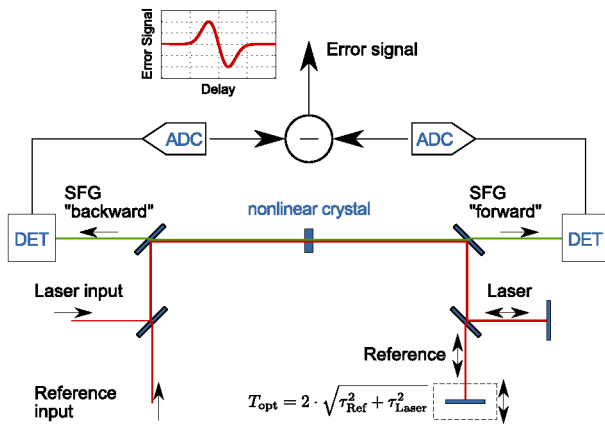 Error Signal
Delay
Error signal
ADC
ADC
SFG
"backward"
nonlinear crystal
SFG
"forward"
DET
DET
Laser input
Laser
Reference
Reference
input
T_opt = 2 · √(τ²_Ref + τ²_Laser)